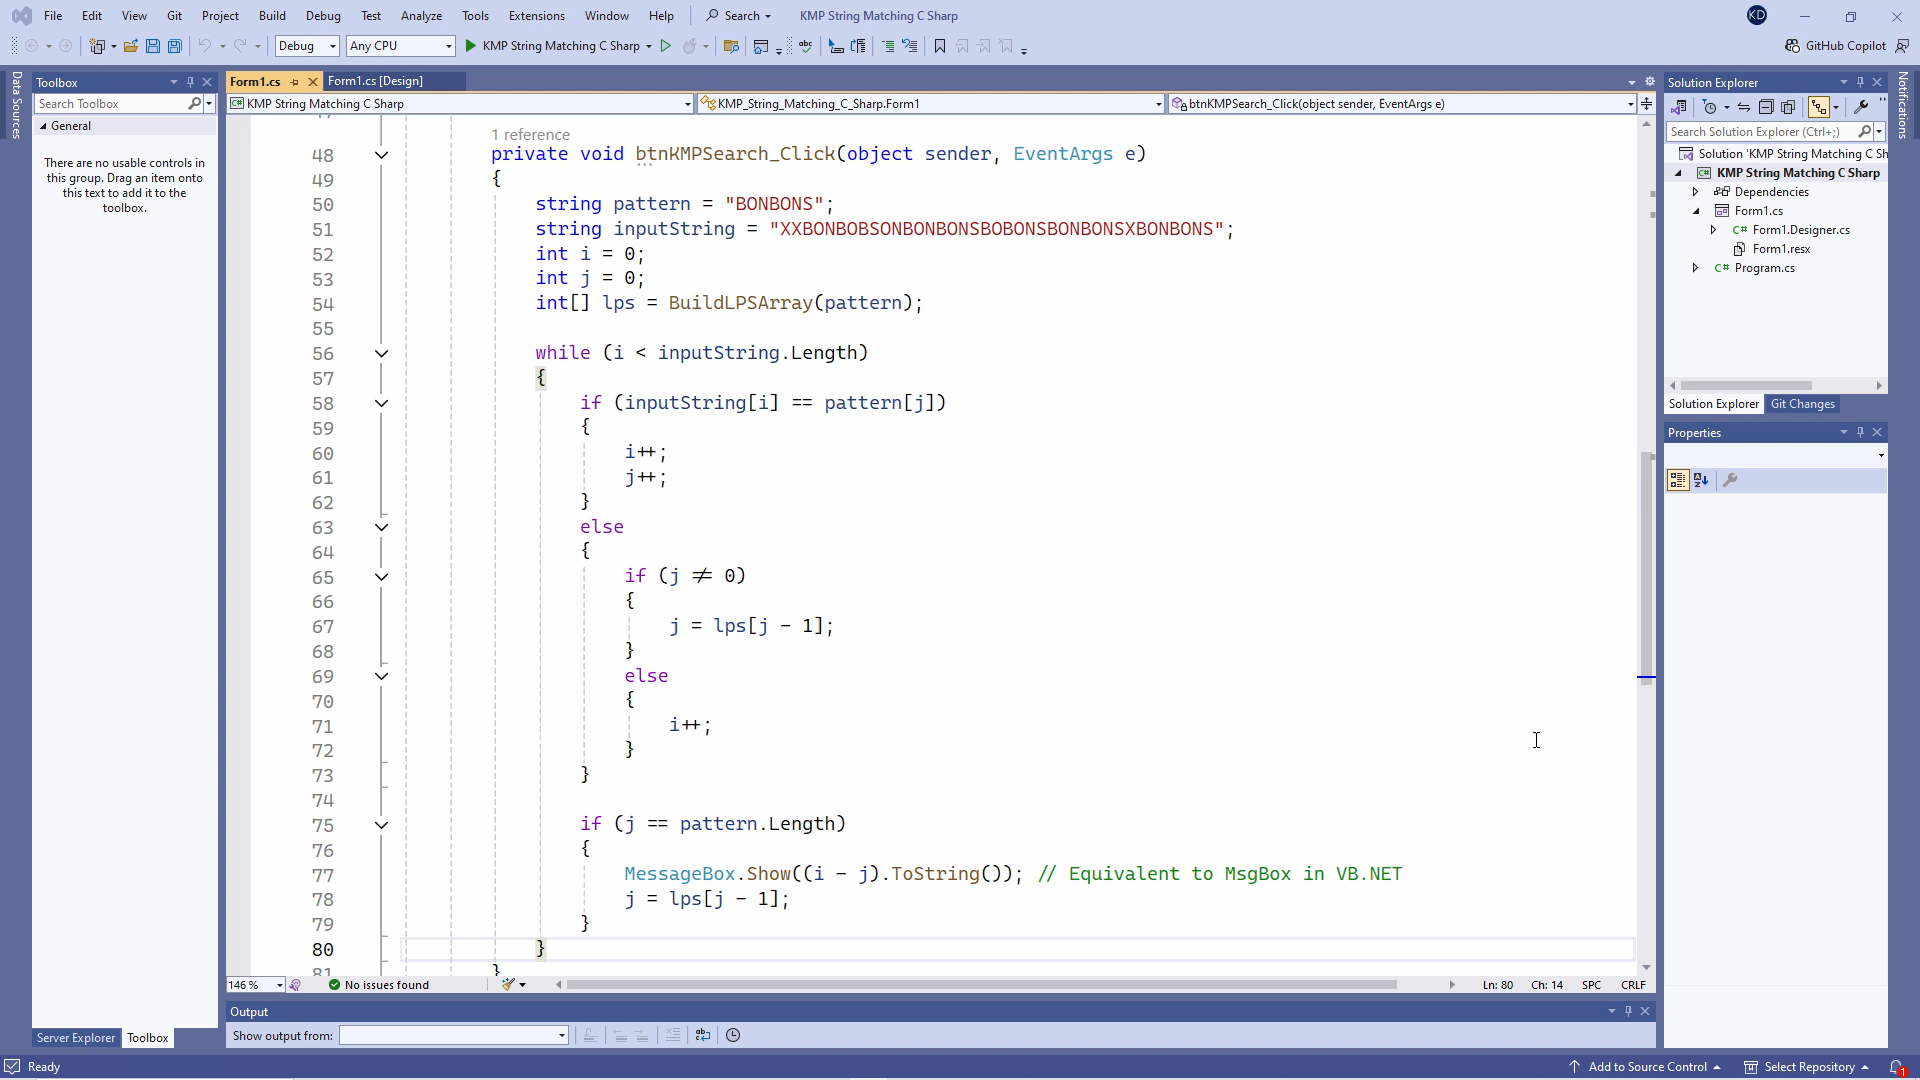 File Edit View Git Project Build Debug Test Analyze Tools Extensions Window Help Search KMP String Matching C Sharp KD
Debug Any CPU KMP String Matching C Sharp GitHub Copilot
Data Sources
Toolbox
Search Toolbox
General
There are no usable controls in
this group. Drag an item onto
this text to add it to the
toolbox.
Server Explorer Toolbox
Form1.cs Form1.cs [Design]
KMP String Matching C Sharp KMP_String_Matching_C_Sharp.Form1 btnKMPSearch_Click(object sender, EventArgs e)
47
1 reference
48 private void btnKMPSearch_Click(object sender, EventArgs e)
49 {
50 string pattern = "BONBONS";
51 string inputString = "XXBONBOBSONBONBONSBOBONSBONBONSXBONBONS";
52 int i = 0;
53 int j = 0;
54 int[] lps = BuildLPSArray(pattern);
55
56 while (i < inputString.Length)
57 {
58 if (inputString[i] == pattern[j])
59 {
60 i++;
61 j++;
62 }
63 else
64 {
65 if (j ≠ 0)
66 {
67 j = lps[j - 1];
68 }
69 else
70 {
71 i++;
72 }
73 }
74
75 if (j == pattern.Length)
76 {
77 MessageBox.Show((i - j).ToString()); // Equivalent to MsgBox in VB.NET
78 j = lps[j - 1];
79 }
80 }
81 }
146 % No issues found Ln: 80 Ch: 14 SPC CRLF
Output
Show output from:
Solution Explorer
Search Solution Explorer (Ctrl+;)
Solution 'KMP String Matching C Sh
KMP String Matching C Sharp
Dependencies
Form1.cs
C# Form1.Designer.cs
Form1.resx
C# Program.cs
Solution Explorer Git Changes
Properties
Notifications
Ready Add to Source Control Select Repository 1